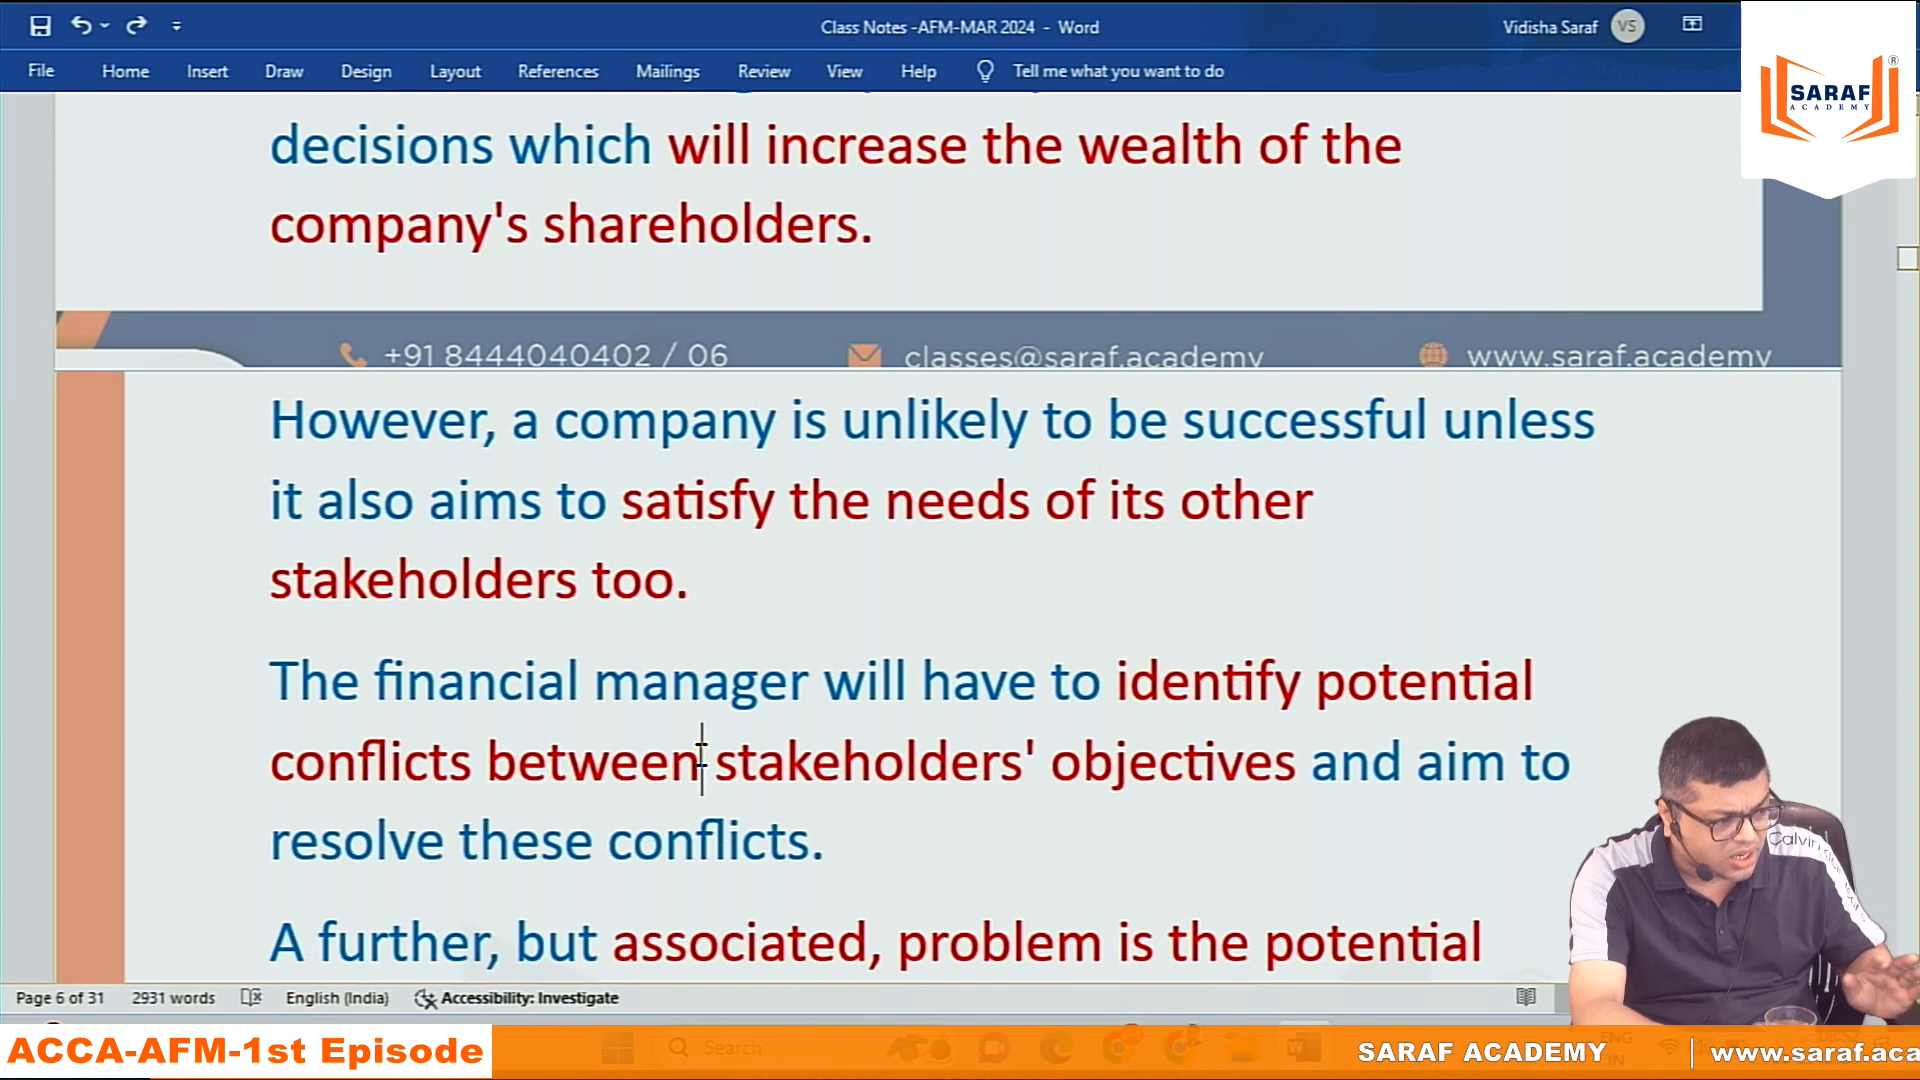 Class Notes -AFM-MAR 2024 - Word
Vidisha Saraf VS
File Home Insert Draw Design Layout References Mailings Review View Help Tell me what you want to do
SARAF ®
ACADEMY
decisions which will increase the wealth of the
company's shareholders.
+91 8444040402 / 06 classes@saraf.academy www.saraf.academy
However, a company is unlikely to be successful unless
it also aims to satisfy the needs of its other
stakeholders too.
The financial manager will have to identify potential
conflicts between stakeholders' objectives and aim to
resolve these conflicts.
A further, but associated, problem is the potential
Calvin
Page 6 of 31 2931 words English (India) Accessibility: Investigate
Search
ENG
IN
ACCA-AFM-1st Episode
SARAF ACADEMY | www.saraf.aca